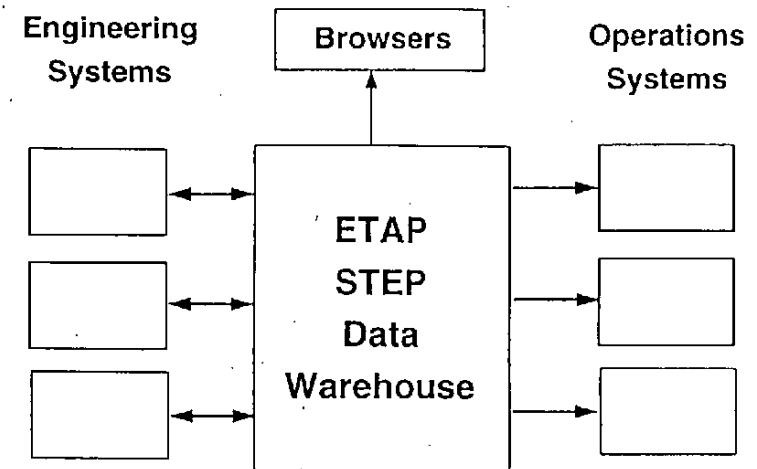 Engineering
Systems
Browsers
Operations
Systems
ETAP
STEP
Data
Warehouse